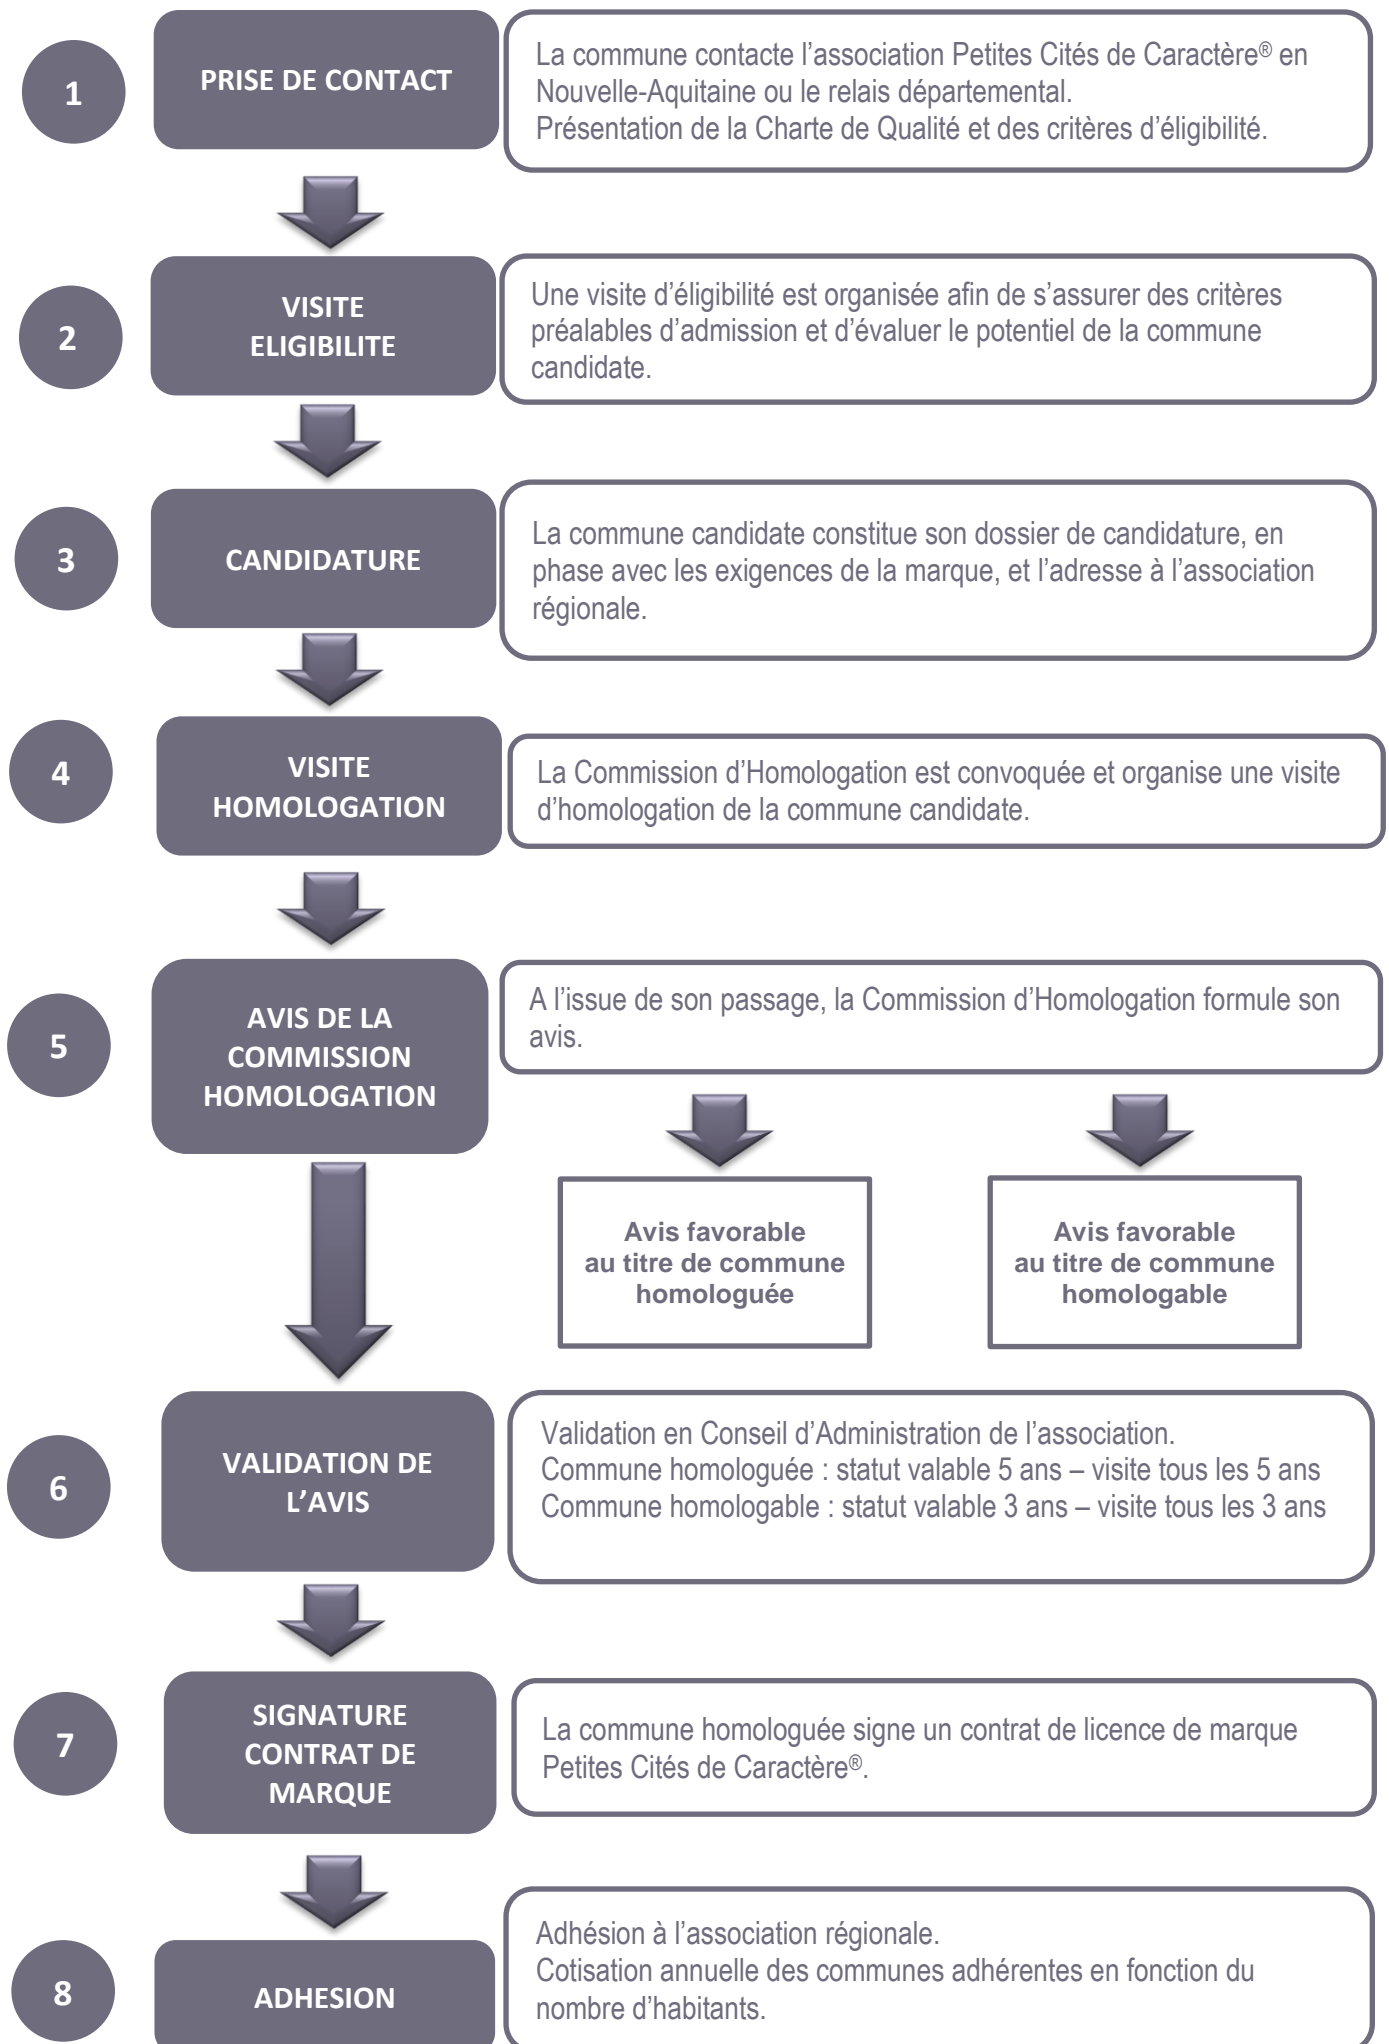 1
PRISE DE CONTACT
La commune contacte l’association Petites Cités de Caractère® en
Nouvelle-Aquitaine ou le relais départemental.
Présentation de la Charte de Qualité et des critères d’éligibilité.
2
VISITE
ELIGIBILITE
Une visite d’éligibilité est organisée afin de s’assurer des critères
préalables d’admission et d’évaluer le potentiel de la commune
candidate.
3
CANDIDATURE
La commune candidate constitue son dossier de candidature, en
phase avec les exigences de la marque, et l’adresse à l’association
régionale.
4
VISITE
HOMOLOGATION
La Commission d’Homologation est convoquée et organise une visite
d’homologation de la commune candidate.
5
AVIS DE LA
COMMISSION
HOMOLOGATION
A l’issue de son passage, la Commission d’Homologation formule son
avis.
Avis favorable
au titre de commune
homologuée
Avis favorable
au titre de commune
homologable
6
VALIDATION DE
L’AVIS
Validation en Conseil d’Administration de l’association.
Commune homologuée : statut valable 5 ans – visite tous les 5 ans
Commune homologable : statut valable 3 ans – visite tous les 3 ans
7
SIGNATURE
CONTRAT DE
MARQUE
La commune homologuée signe un contrat de licence de marque
Petites Cités de Caractère®.
8
ADHESION
Adhésion à l’association régionale.
Cotisation annuelle des communes adhérentes en fonction du
nombre d’habitants.